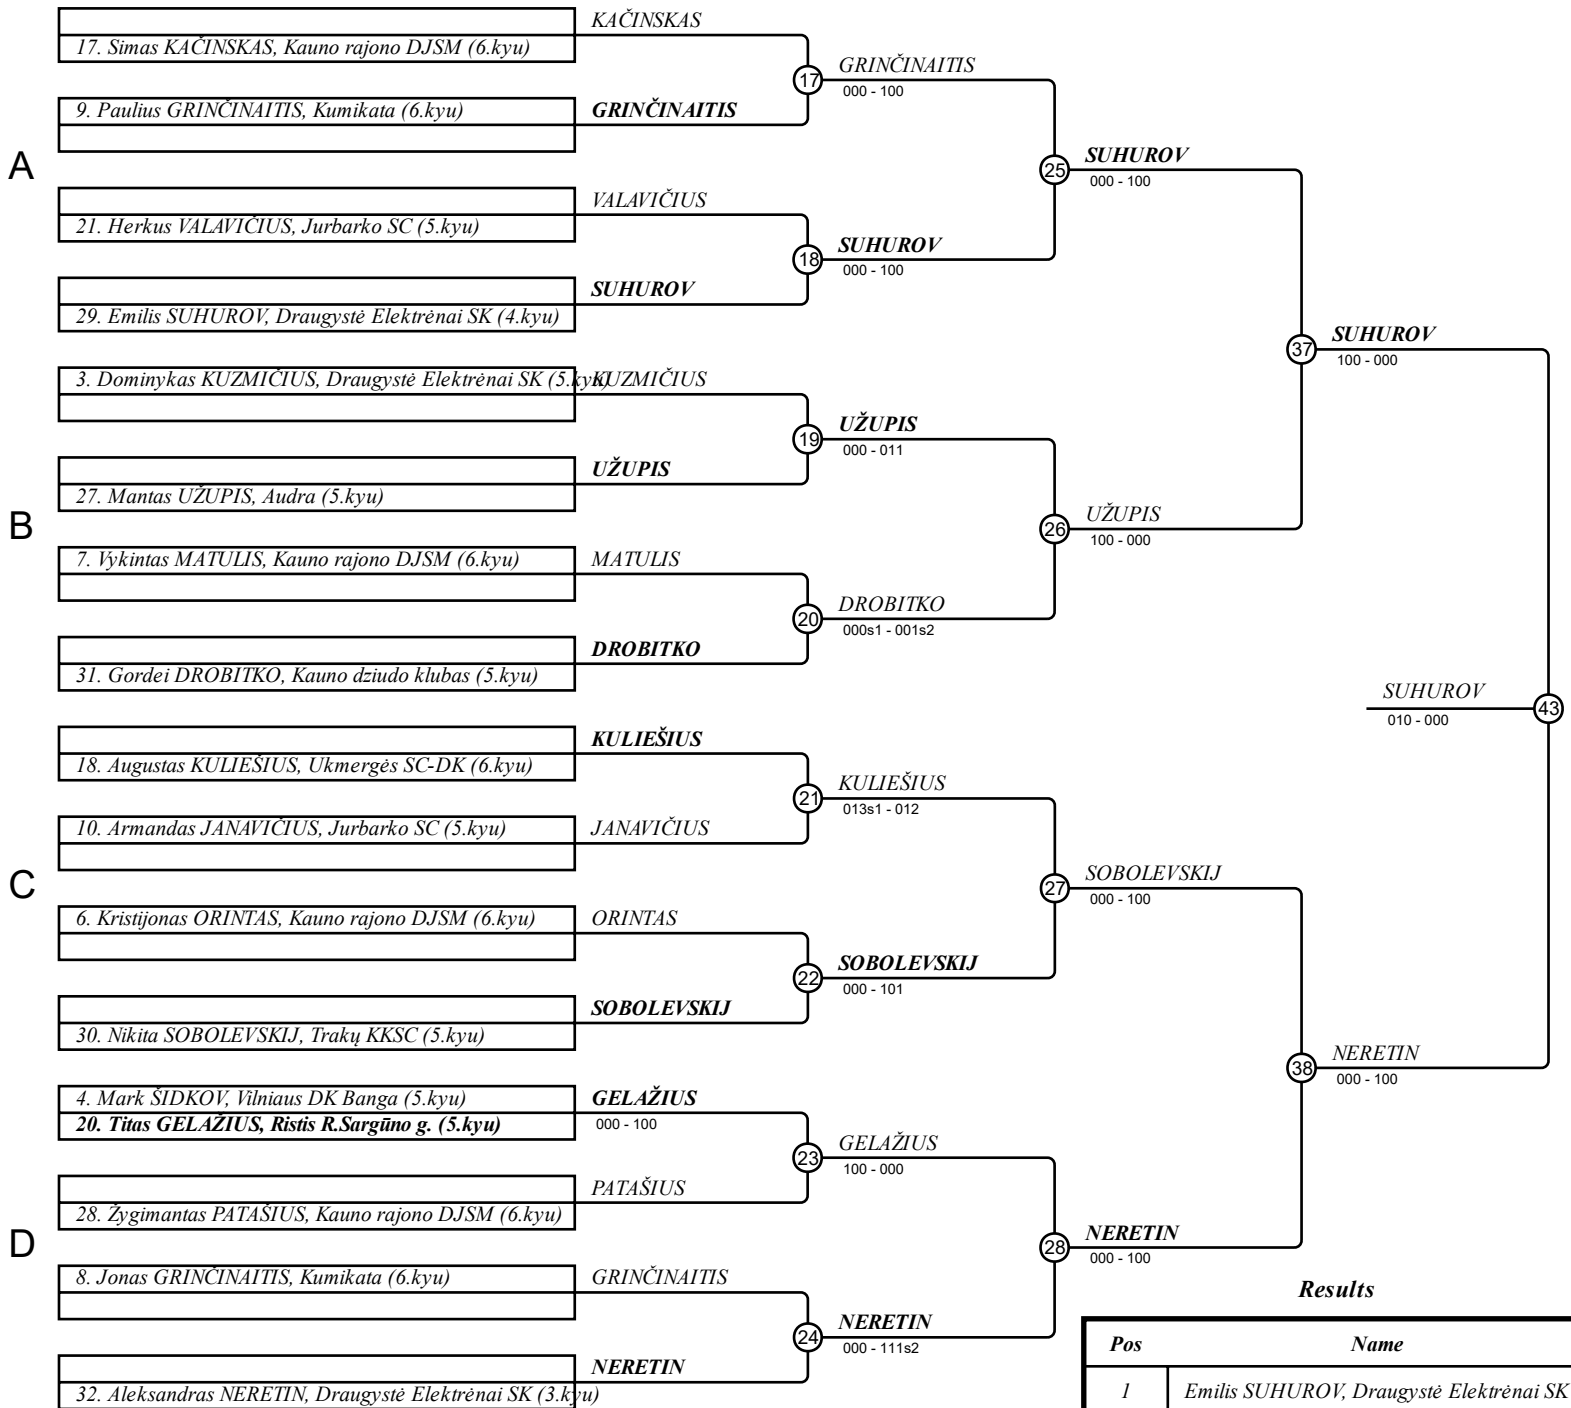 KAČINSKAS
17. Simas KAČINSKAS, Kauno rajono DJSM (6.kyu)
17
GRINČINAITIS
000 - 100
9. Paulius GRINČINAITIS, Kumikata (6.kyu)
GRINČINAITIS
A
25
SUHUROV
000 - 100
VALAVIČIUS
21. Herkus VALAVIČIUS, Jurbarko SC (5.kyu)
18
SUHUROV
000 - 100
SUHUROV
29. Emilis SUHUROV, Draugystė Elektrėnai SK (4.kyu)
37
SUHUROV
100 - 000
3. Dominykas KUZMIČIUS, Draugystė Elektrėnai SK (5.kyu)
KUZMIČIUS
19
UŽUPIS
000 - 011
UŽUPIS
27. Mantas UŽUPIS, Audra (5.kyu)
B
26
UŽUPIS
100 - 000
7. Vykintas MATULIS, Kauno rajono DJSM (6.kyu)
MATULIS
20
DROBITKO
000s1 - 001s2
DROBITKO
31. Gordei DROBITKO, Kauno dziudo klubas (5.kyu)
SUHUROV
43
010 - 000
KULIEŠIUS
18. Augustas KULIEŠIUS, Ukmergės SC-DK (6.kyu)
21
KULIEŠIUS
013s1 - 012
10. Armandas JANAVIČIUS, Jurbarko SC (5.kyu)
JANAVIČIUS
C
27
SOBOLEVSKIJ
000 - 100
6. Kristijonas ORINTAS, Kauno rajono DJSM (6.kyu)
ORINTAS
22
SOBOLEVSKIJ
000 - 101
SOBOLEVSKIJ
30. Nikita SOBOLEVSKIJ, Trakų KKSC (5.kyu)
38
NERETIN
000 - 100
4. Mark ŠIDKOV, Vilniaus DK Banga (5.kyu)
GELAŽIUS
20. Titas GELAŽIUS, Ristis R.Sargūno g. (5.kyu)
000 - 100
23
GELAŽIUS
100 - 000
PATAŠIUS
28. Žygimantas PATAŠIUS, Kauno rajono DJSM (6.kyu)
D
28
NERETIN
000 - 100
8. Jonas GRINČINAITIS, Kumikata (6.kyu)
GRINČINAITIS
24
NERETIN
000 - 111s2
NERETIN
32. Aleksandras NERETIN, Draugystė Elektrėnai SK (3.kyu)
Results
Pos Name
1 Emilis SUHUROV, Draugystė Elektrėnai SK